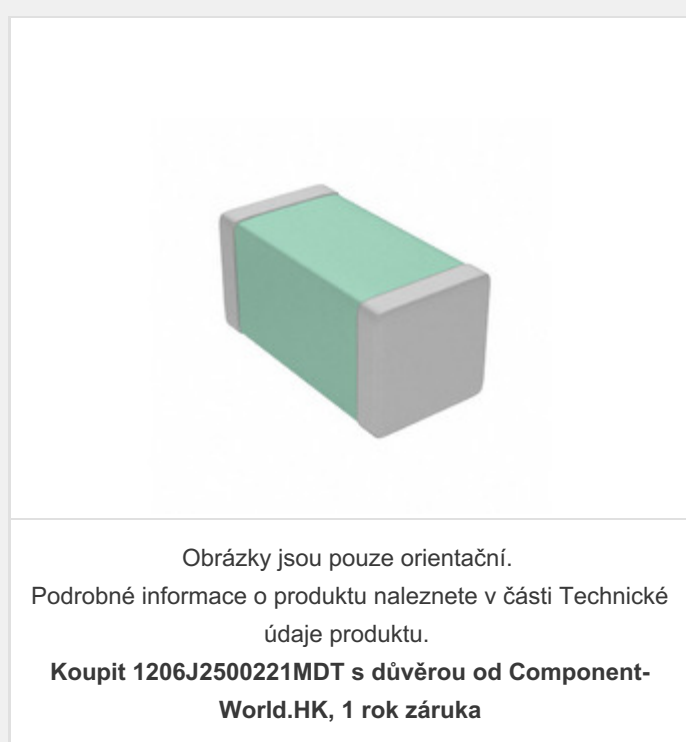 Obrázky jsou pouze orientační.
Podrobné informace o produktu naleznete v části Technické
údaje produktu.
Koupit 1206J2500221MDT s důvěrou od Component-
World.HK, 1 rok záruka